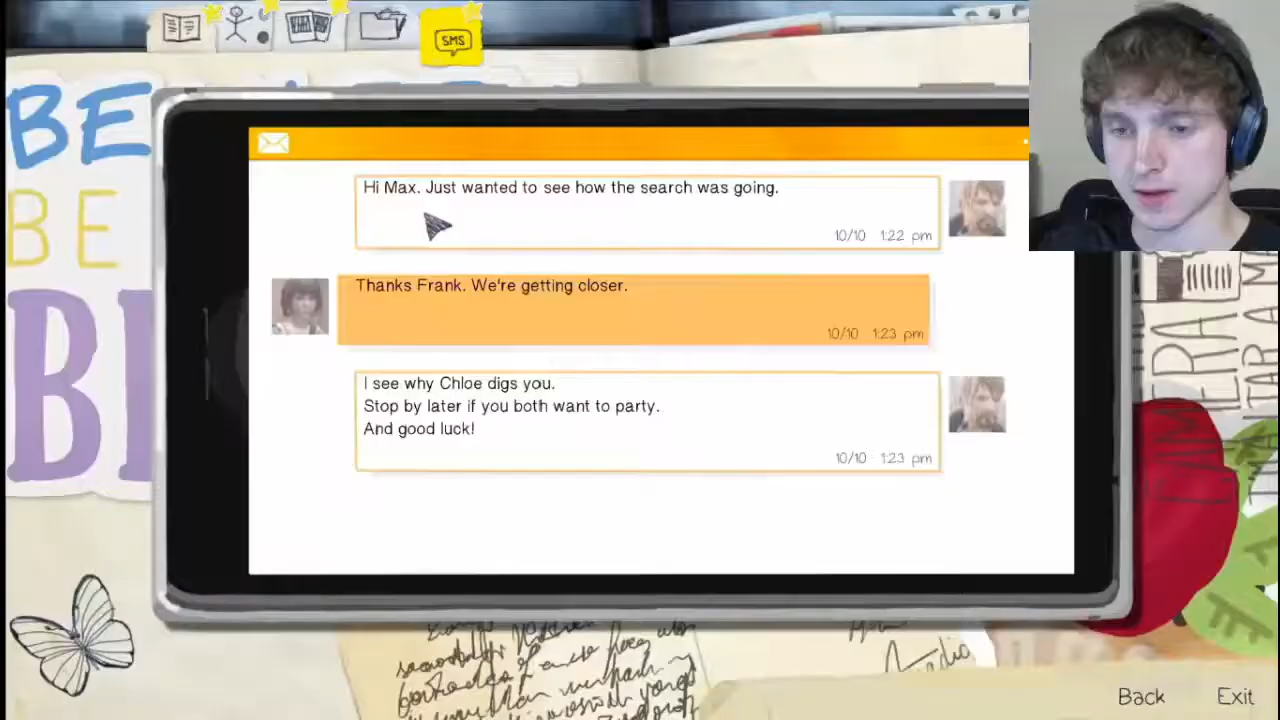 SMS
BE
BE
Hi Max. Just wanted to see how the search was going.
10/10 1:22 pm
Thanks Frank. We're getting closer.
10/10 1:23 pm
I see why Chloe digs you.
Stop by later if you both want to party.
And good luck!
10/10 1:23 pm
Back Exit